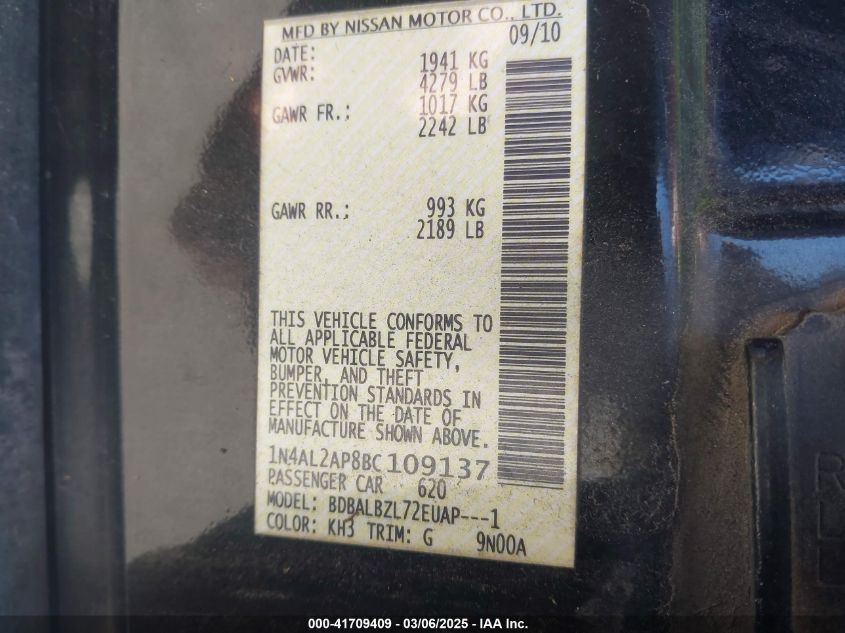 MFD BY NISSAN MOTOR CO., LTD.
DATE: 09/10
GVWR: 1941 KG
4279 LB
GAWR FR.: 1017 KG
2242 LB
GAWR RR.: 993 KG
2189 LB
THIS VEHICLE CONFORMS TO
ALL APPLICABLE FEDERAL
MOTOR VEHICLE SAFETY,
BUMPER, AND THEFT
PREVENTION STANDARDS IN
EFFECT ON THE DATE OF
MANUFACTURE SHOWN ABOVE.
1N4AL2AP8BC109137
PASSENGER CAR 620
MODEL: BDBALBZL72EUAP---1
COLOR: KH3 TRIM: G 9N00A
000-41709409 - 03/06/2025 - IAA Inc.